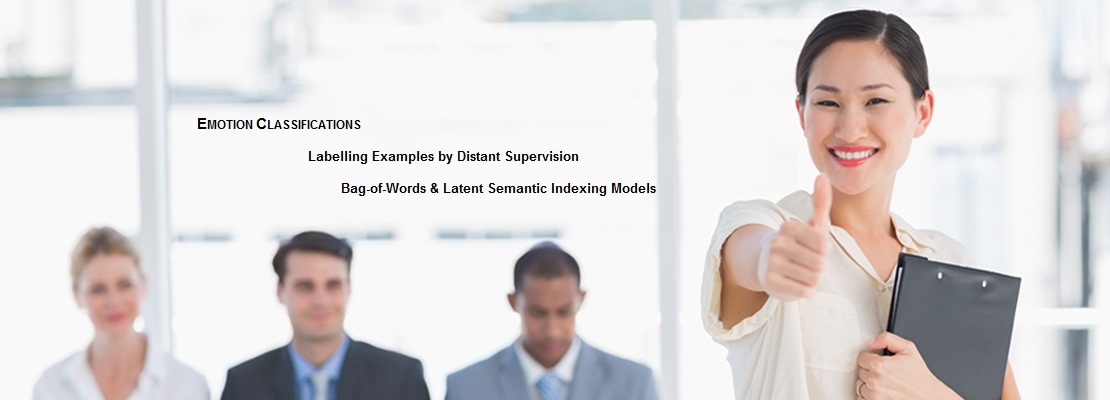 EMOTION CLASSIFICATIONS
Labelling Examples by Distant Supervision
Bag-of-Words & Latent Semantic Indexing Models